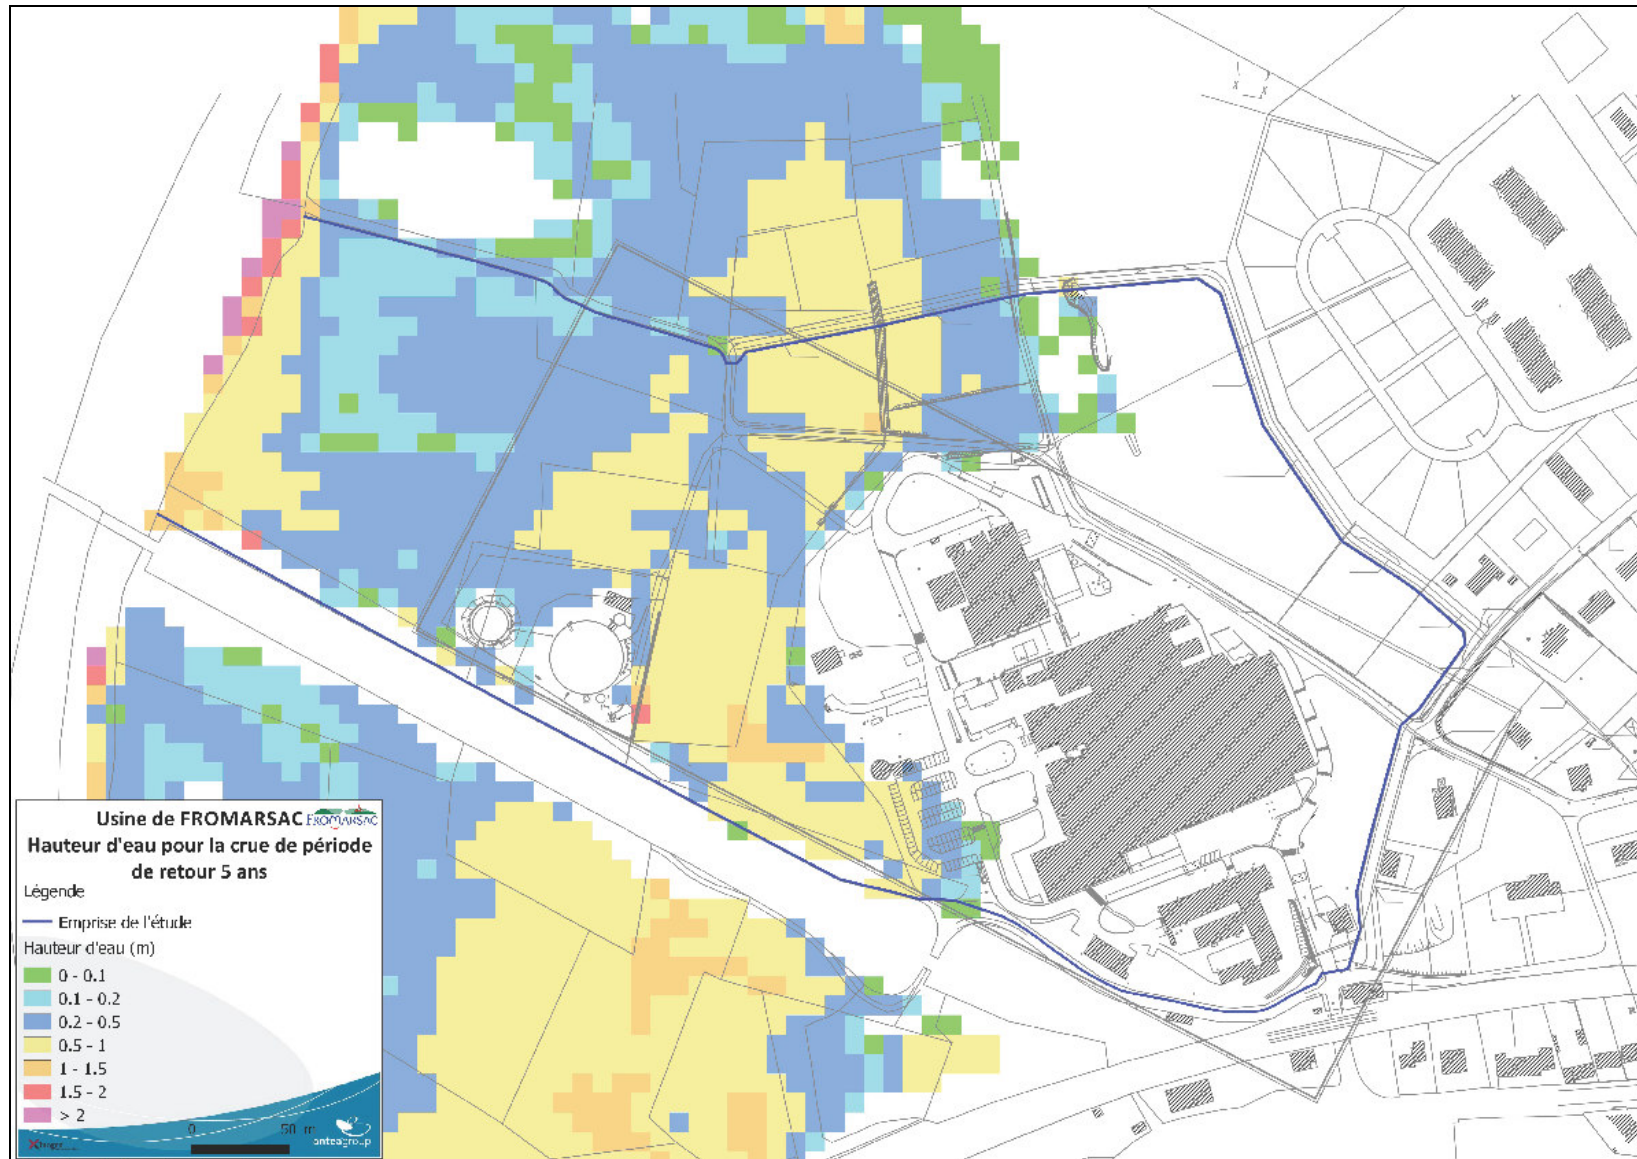 Usine de FROMARSAC FROMARSAC
Hauteur d'eau pour la crue de période
de retour 5 ans
Légende
Emprise de l'étude
Hauteur d'eau (m)
0 - 0.1
0.1 - 0.2
0.2 - 0.5
0.5 - 1
1 - 1.5
1.5 - 2
> 2
0 50 m
anteagroup